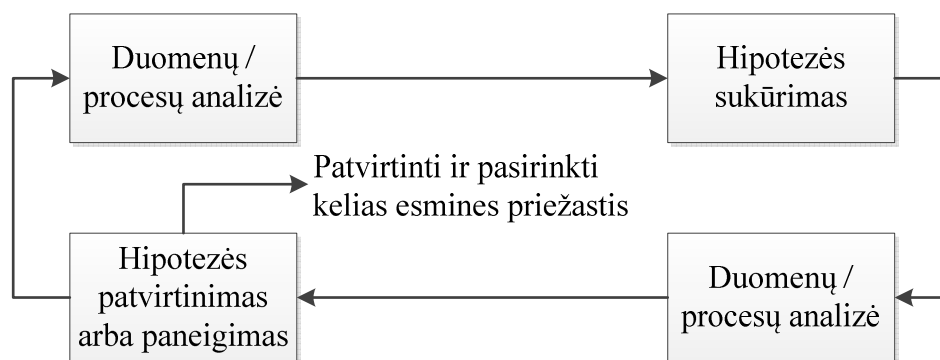 Duomenų /
procesų analizė
Hipotezės
sukūrimas
Patvirtinti ir pasirinkti
kelias esmines priežastis
Hipotezės
patvirtinimas
arba paneigimas
Duomenų /
procesų analizė